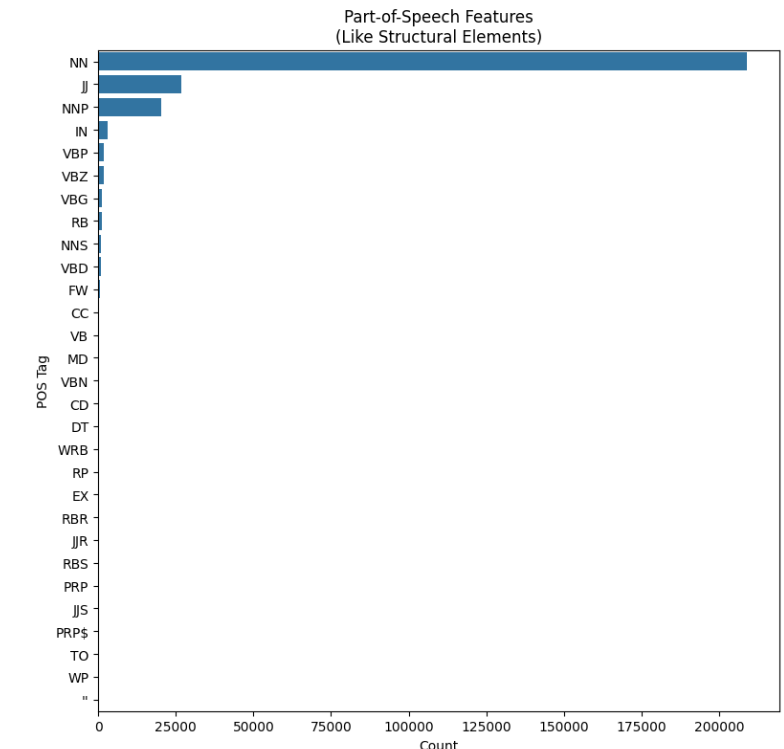 Part-of-Speech Features
(Like Structural Elements)
POS Tag
NN
JJ
NNP
IN
VBP
VBZ
VBG
RB
NNS
VBD
FW
CC
VB
MD
VBN
CD
DT
WRB
RP
EX
RBR
JJR
RBS
PRP
JJS
PRP$
TO
WP
"
0 25000 50000 75000 100000 125000 150000 175000 200000
Count